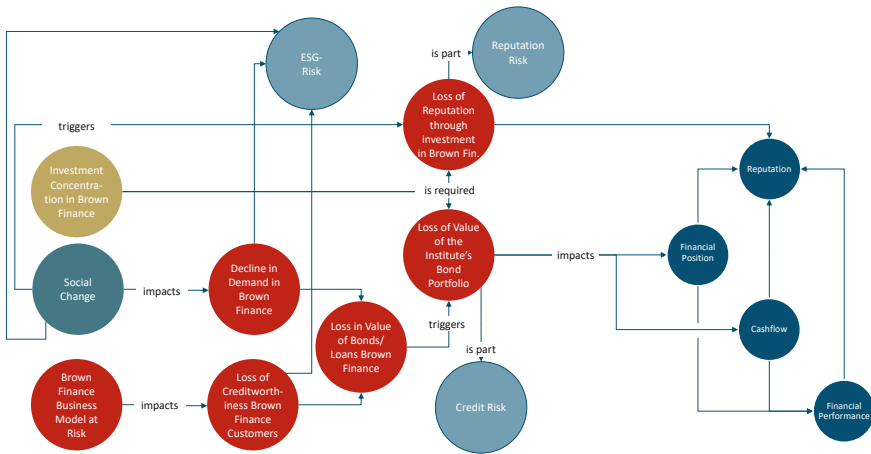 ESG-
Risk
is part
Reputation
Risk
Loss of
Reputation
through
investment
in Brown Fin.
triggers
Investment
Concentra-
tion in Brown
Finance
is required
Reputation
Loss of Value
of the
Institute's
Bond
Portfolio
impacts
Financial
Position
Social
Change
impacts
Decline in
Demand in
Brown
Finance
Loss in Value
of Bonds/
Loans Brown
Finance
triggers
Cashflow
is part
Brown
Finance
Business
Model at
Risk
impacts
Loss of
Creditworth-
iness Brown
Finance
Customers
Credit Risk
Financial
Performance